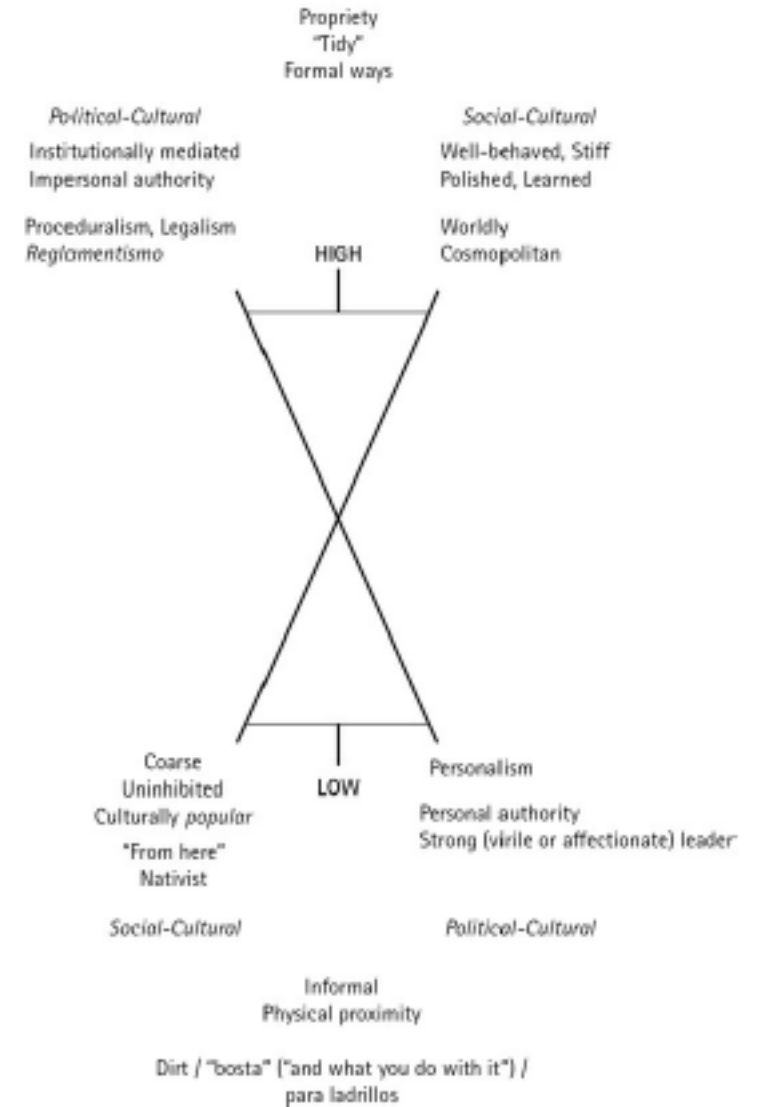 Propriety
"Tidy"
Formal ways
Political-Cultural
Institutionally mediated
Impersonal authority
Proceduralism, Legalism
Reglamentismo
Social-Cultural
Well-behaved, Stiff
Polished, Learned
Worldly
Cosmopolitan
HIGH
LOW
Coarse
Uninhibited
Culturally popular
"From here"
Nativist
Social-Cultural
Personalism
Personal authority
Strong (virile or affectionate) leader
Political-Cultural
Informal
Physical proximity
Dirt / "bosta" ("and what you do with it") /
para ladrillos